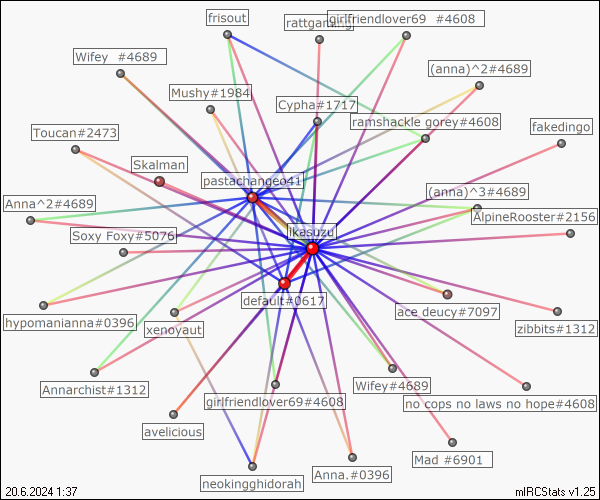 frisout
rattgaming
girlfriendlover69 #4608
Wifey #4689
(anna)^2#4689
Mushy#1984
Cypha#1717
ramshackle gorey#4608
Toucan#2473
fakedingo
Skalman
pastachangeo41
(anna)^3#4689
Anna^2#4689
AlpineRooster#2156
Soxy Foxy#5076
likasuzu
default#0617
hypomanianna#0396
xenoyaut
ace deucy#7097
zibbits#1312
Annarchist#1312
Wifey#4689
girlfriendlover69#4608
no cops no laws no hope#4608
avelicious
Mad #6901
neokingghidorah
Anna.#0396
20.6.2024 1:37
mIRCStats v1.25